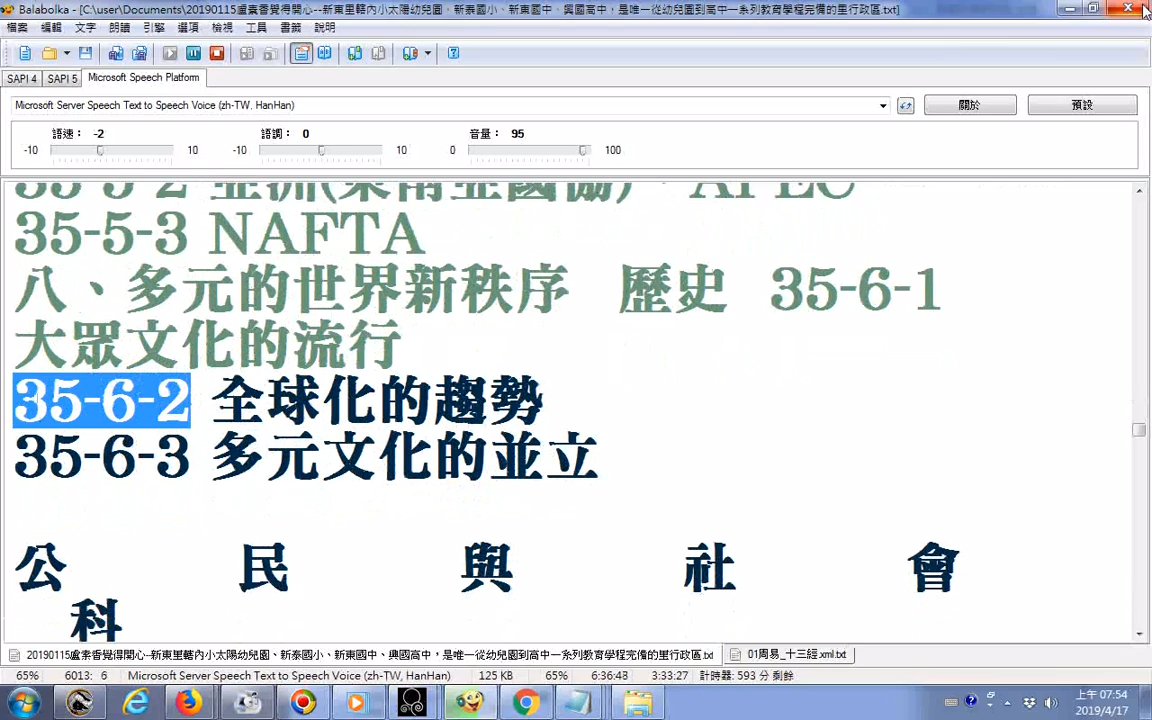 Balabolka - [C:\user\Documents\20190115盧素香覺得開心--新東里轄內小太陽幼兒園、新泰國小、新東國中、興國高中，是唯一從幼兒園到高中一系列教育學程完備的里行政區.txt]
檔案 編輯 文字 朗讀 引擎 選項 檢視 工具 書籤 說明
SAPI 4 SAPI 5 Microsoft Speech Platform
Microsoft Server Speech Text to Speech Voice (zh-TW, HanHan) 關於 預設
語速： -2 語調： 0 音量： 95
-10 10 -10 10 0 100
35-5-2 亞洲(東南亞國協)、APEC
35-5-3 NAFTA
八、多元的世界新秩序 歷史 35-6-1
大眾文化的流行
35-6-2 全球化的趨勢
35-6-3 多元文化的並立
公 民 與 社 會
科
20190115盧素香覺得開心--新東里轄內小太陽幼兒園、新泰國小、新東國中、興國高中，是唯一從幼兒園到高中一系列教育學程完備的里行政區.txt 01周易_十三經.xml.txt
65% 6013: 6 Microsoft Server Speech Text to Speech Voice (zh-TW, HanHan) 125 KB 65% 6:36:48 3:33:27 計時器: 593 分 剩餘
上午 07:54
2019/4/17